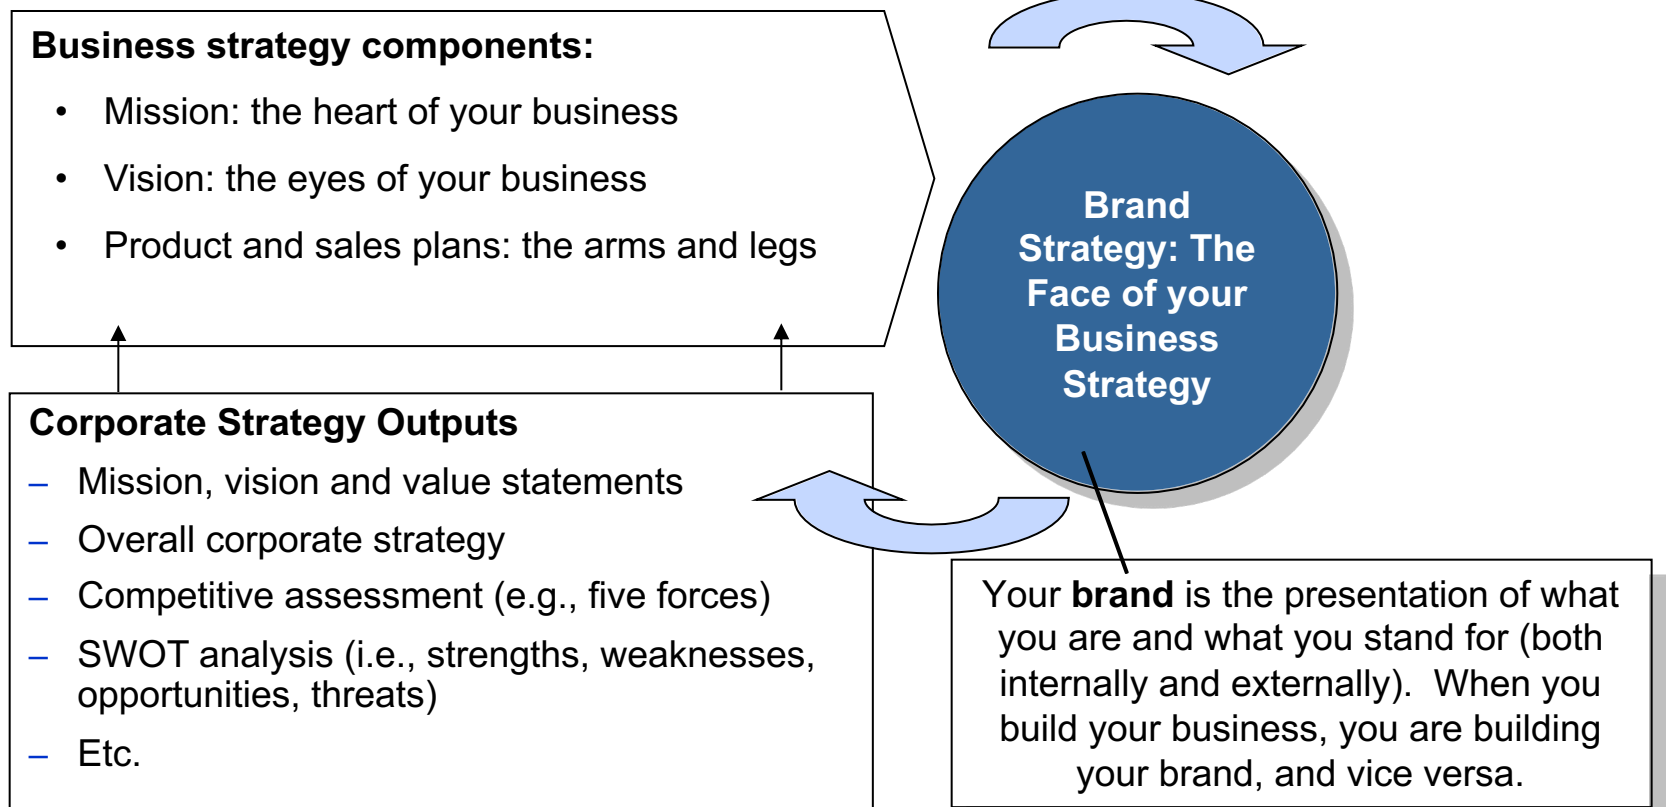 Business strategy components:
• Mission: the heart of your business
• Vision: the eyes of your business
• Product and sales plans: the arms and legs
Brand
Strategy: The
Face of your
Business
Strategy
Corporate Strategy Outputs
– Mission, vision and value statements
– Overall corporate strategy
– Competitive assessment (e.g., five forces)
– SWOT analysis (i.e., strengths, weaknesses,
opportunities, threats)
– Etc.
Your brand is the presentation of what
you are and what you stand for (both
internally and externally).  When you
build your business, you are building
your brand, and vice versa.